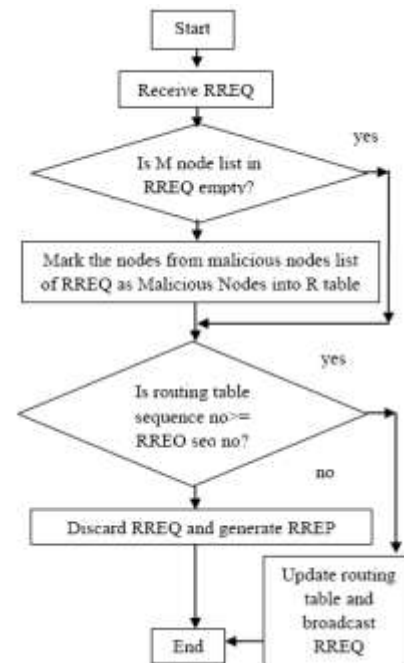 Start
Receive RREQ
yes
Is M node list in
RREQ empty?
Mark the nodes from malicious nodes list
of RREQ as Malicious Nodes into R table
yes
Is routing table
sequence no>=
RREO seo no?
no
Discard RREQ and generate RREP
Update routing
table and
broadcast
RREQ
End